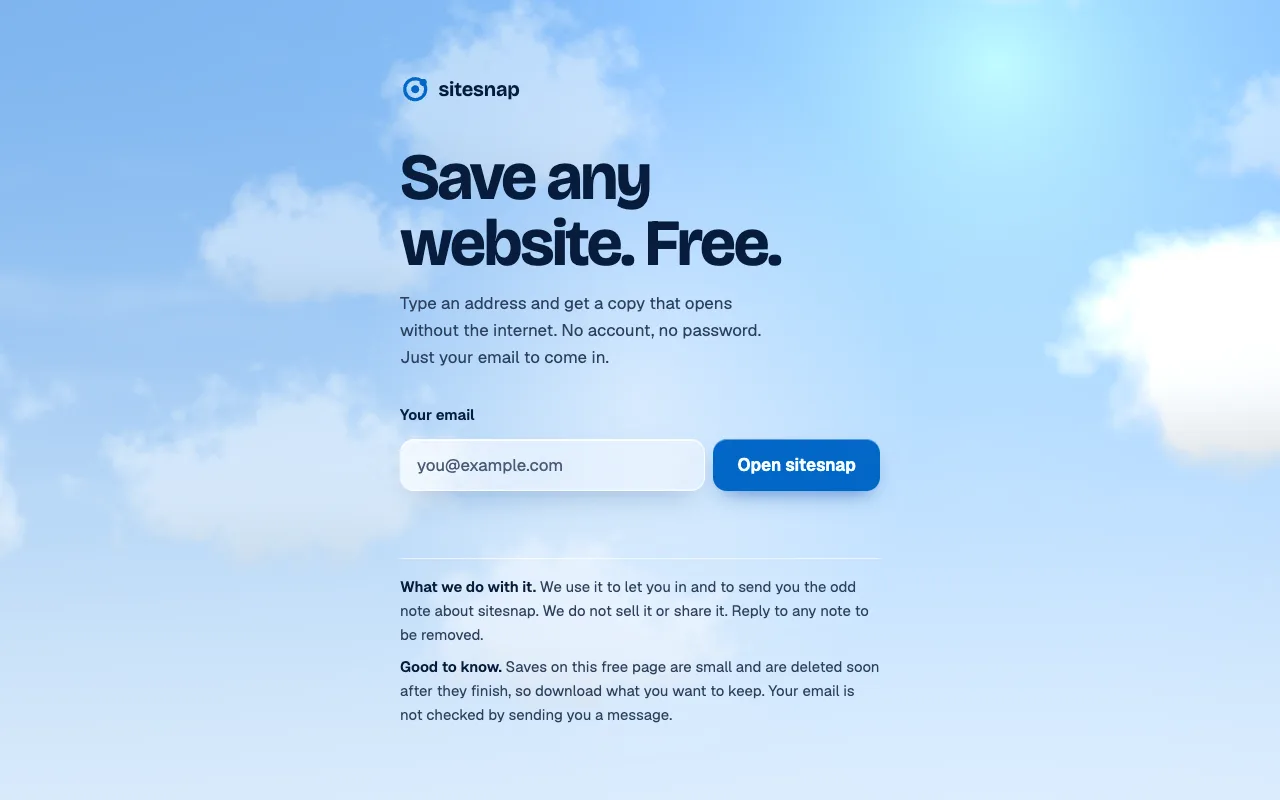 sitesnap
Save any
website. Free.
Type an address and get a copy that opens
without the internet. No account, no password.
Just your email to come in.
Your email
you@example.com
Open sitesnap
What we do with it. We use it to let you in and to send you the odd
note about sitesnap. We do not sell it or share it. Reply to any note to
be removed.
Good to know. Saves on this free page are small and are deleted soon
after they finish, so download what you want to keep. Your email is
not checked by sending you a message.